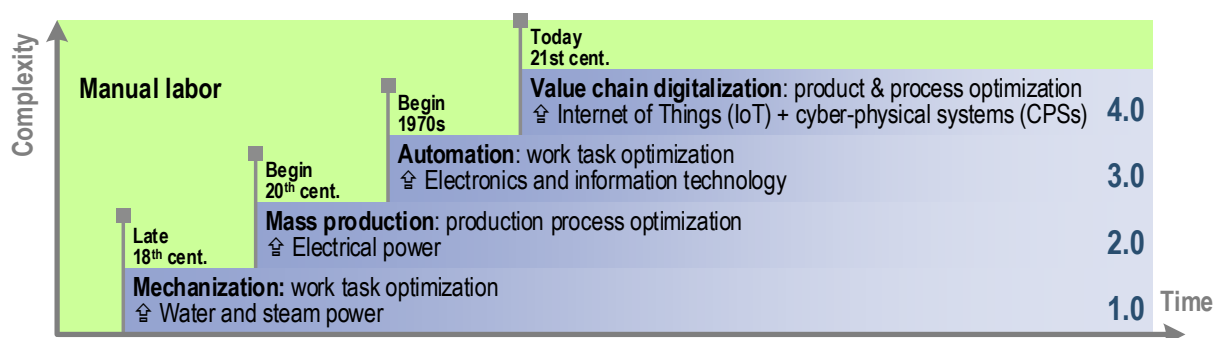 Complexity
Manual labor
Today
21st cent.
Value chain digitalization: product & process optimization
⇪ Internet of Things (IoT) + cyber-physical systems (CPSs)
4.0
Begin
1970s
Automation: work task optimization
⇪ Electronics and information technology
3.0
Begin
20th cent.
Mass production: production process optimization
⇪ Electrical power
2.0
Late
18th cent.
Mechanization: work task optimization
⇪ Water and steam power
1.0
Time